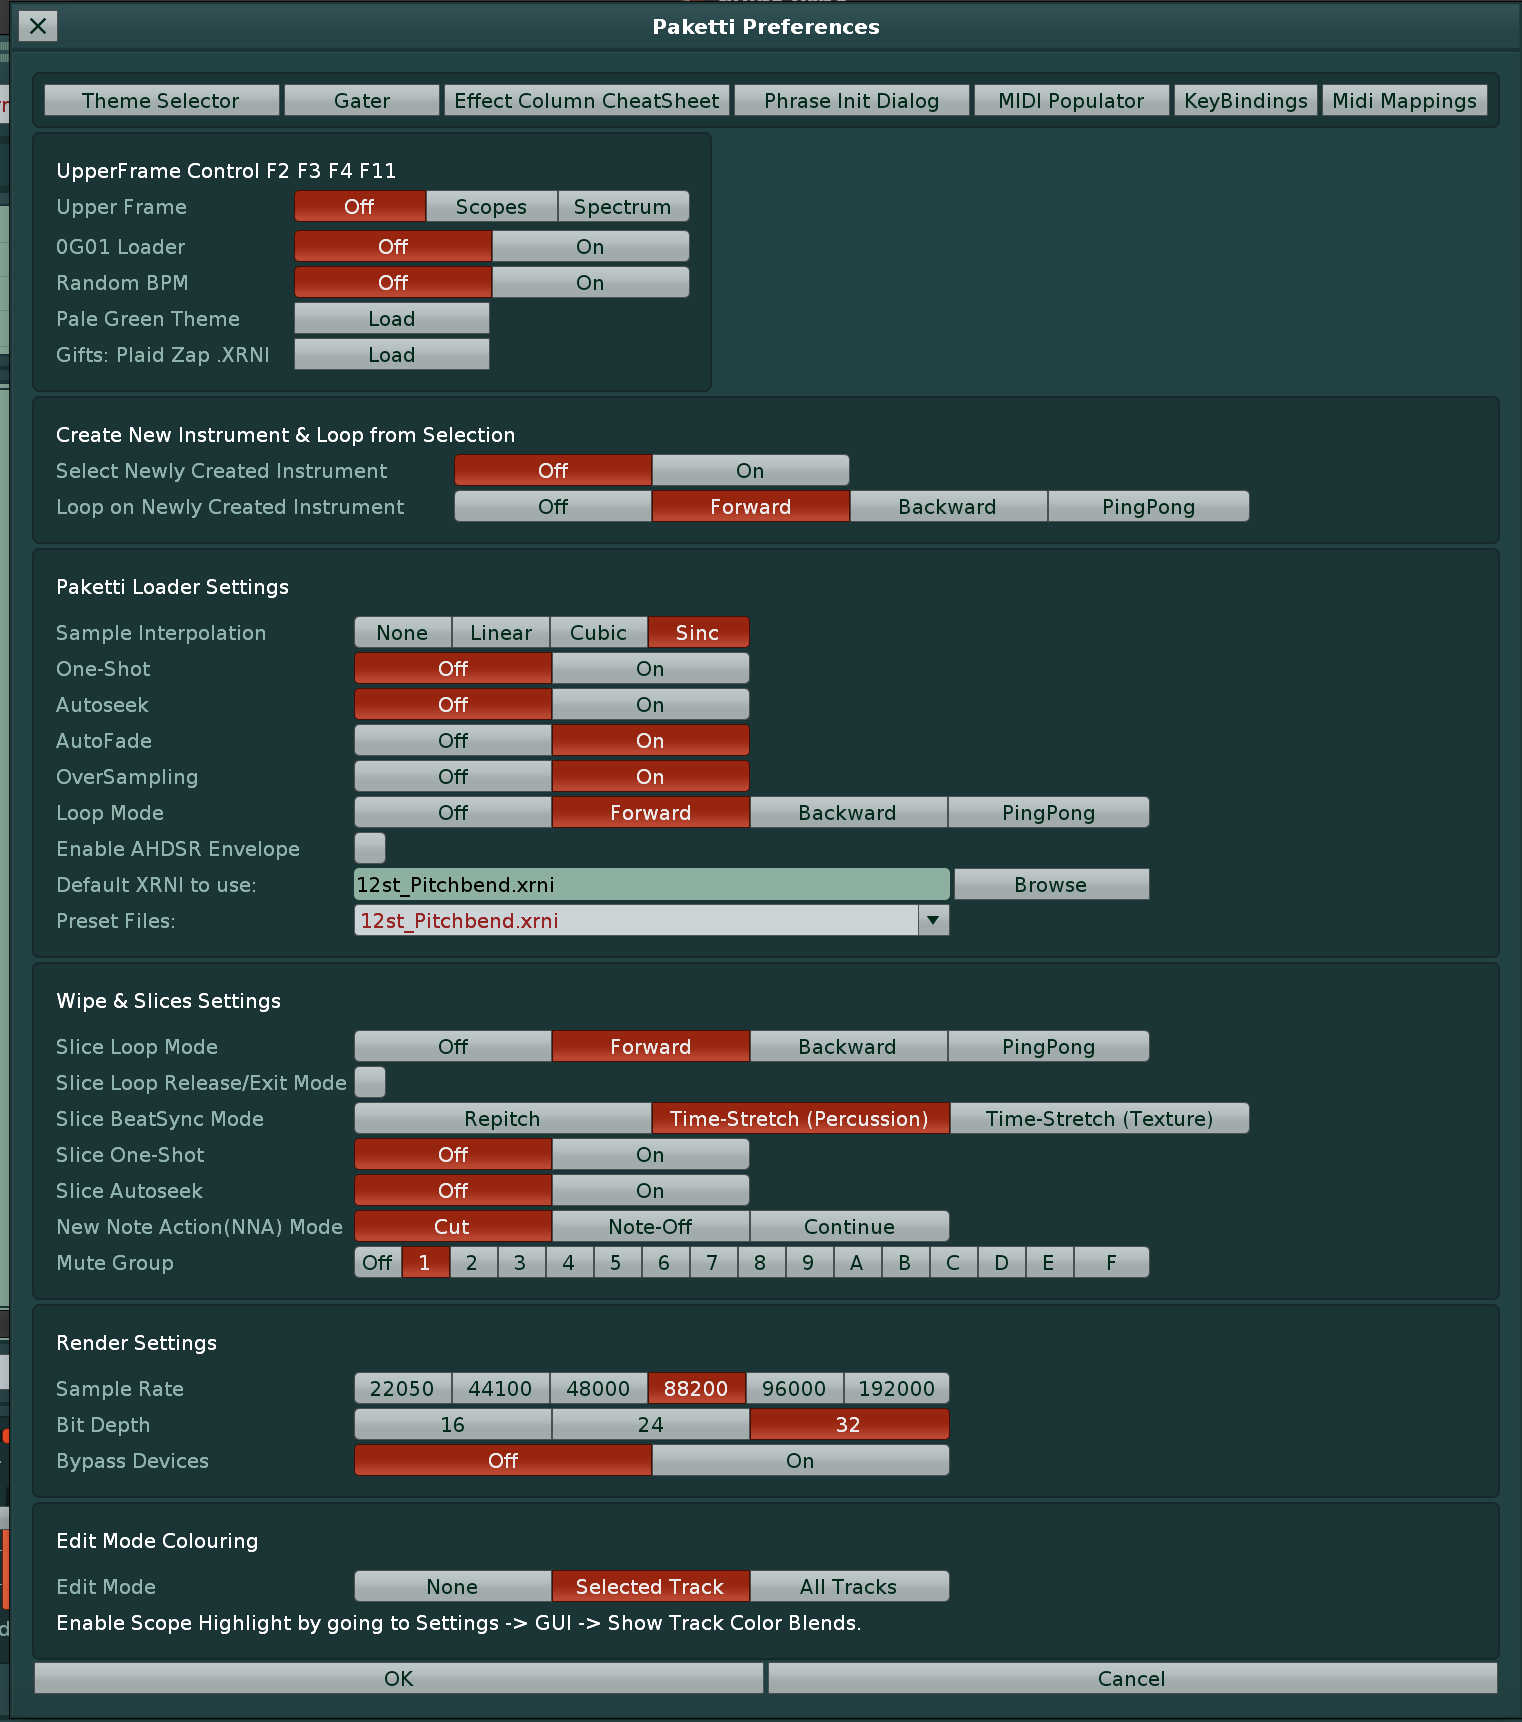 Paketti Preferences
Theme Selector Gater Effect Column CheatSheet Phrase Init Dialog MIDI Populator KeyBindings Midi Mappings
UpperFrame Control F2 F3 F4 F11
Upper Frame Off Scopes Spectrum
0G01 Loader Off On
Random BPM Off On
Pale Green Theme Load
Gifts: Plaid Zap .XRNI Load
Create New Instrument & Loop from Selection
Select Newly Created Instrument Off On
Loop on Newly Created Instrument Off Forward Backward PingPong
Paketti Loader Settings
Sample Interpolation None Linear Cubic Sinc
One-Shot Off On
Autoseek Off On
AutoFade Off On
OverSampling Off On
Loop Mode Off Forward Backward PingPong
Enable AHDSR Envelope
Default XRNI to use: 12st_Pitchbend.xrni Browse
Preset Files: 12st_Pitchbend.xrni
Wipe & Slices Settings
Slice Loop Mode Off Forward Backward PingPong
Slice Loop Release/Exit Mode
Slice BeatSync Mode Repitch Time-Stretch (Percussion) Time-Stretch (Texture)
Slice One-Shot Off On
Slice Autoseek Off On
New Note Action(NNA) Mode Cut Note-Off Continue
Mute Group Off 1 2 3 4 5 6 7 8 9 A B C D E F
Render Settings
Sample Rate 22050 44100 48000 88200 96000 192000
Bit Depth 16 24 32
Bypass Devices Off On
Edit Mode Colouring
Edit Mode None Selected Track All Tracks
Enable Scope Highlight by going to Settings -> GUI -> Show Track Color Blends.
OK Cancel